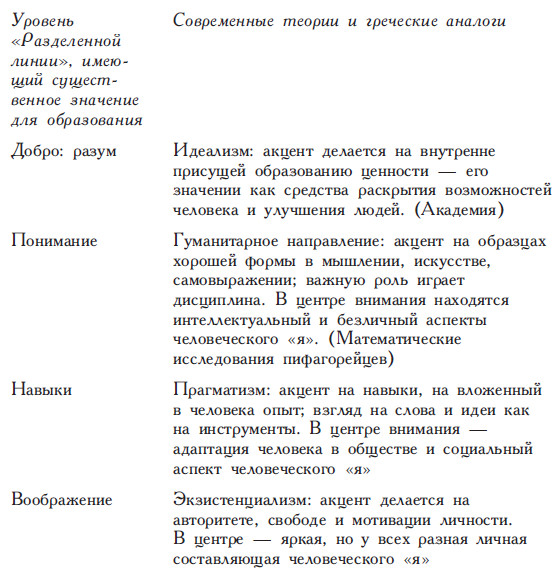 Уровень
«Разделенной
линии», имею-
щий сущест-
венное значение
для образования
Современные теории и греческие аналоги
Добро: разум
Идеализм: акцент делается на внутренне
присущей образованию ценности — его
значении как средства раскрытия возможностей
человека и улучшения людей. (Академия)
Понимание
Гуманитарное направление: акцент на образцах
хорошей формы в мышлении, искусстве,
самовыражении; важную роль играет
дисциплина. В центре внимания находятся
интеллектуальный и безличный аспекты
человеческого «я». (Математические
исследования пифагорейцев)
Навыки
Прагматизм: акцент на навыки, на вложенный
в человека опыт; взгляд на слова и идеи как
на инструменты. В центре внимания —
адаптация человека в обществе и социальный
аспект человеческого «я»
Воображение
Экзистенциализм: акцент делается на
авторитете, свободе и мотивации личности.
В центре — яркая, но у всех разная личная
составляющая человеческого «я»